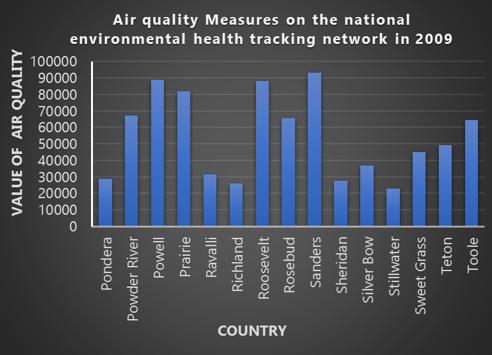 Air quality Measures on the national
environmental health tracking network in 2009
VALUE OF AIR QUALITY
100000
90000
80000
70000
60000
50000
40000
30000
20000
10000
0
Pondera
Powder River
Powell
Prairie
Ravalli
Richland
Roosevelt
Rosebud
Sanders
Sheridan
Silver Bow
Stillwater
Sweet Grass
Teton
Toole
COUNTRY